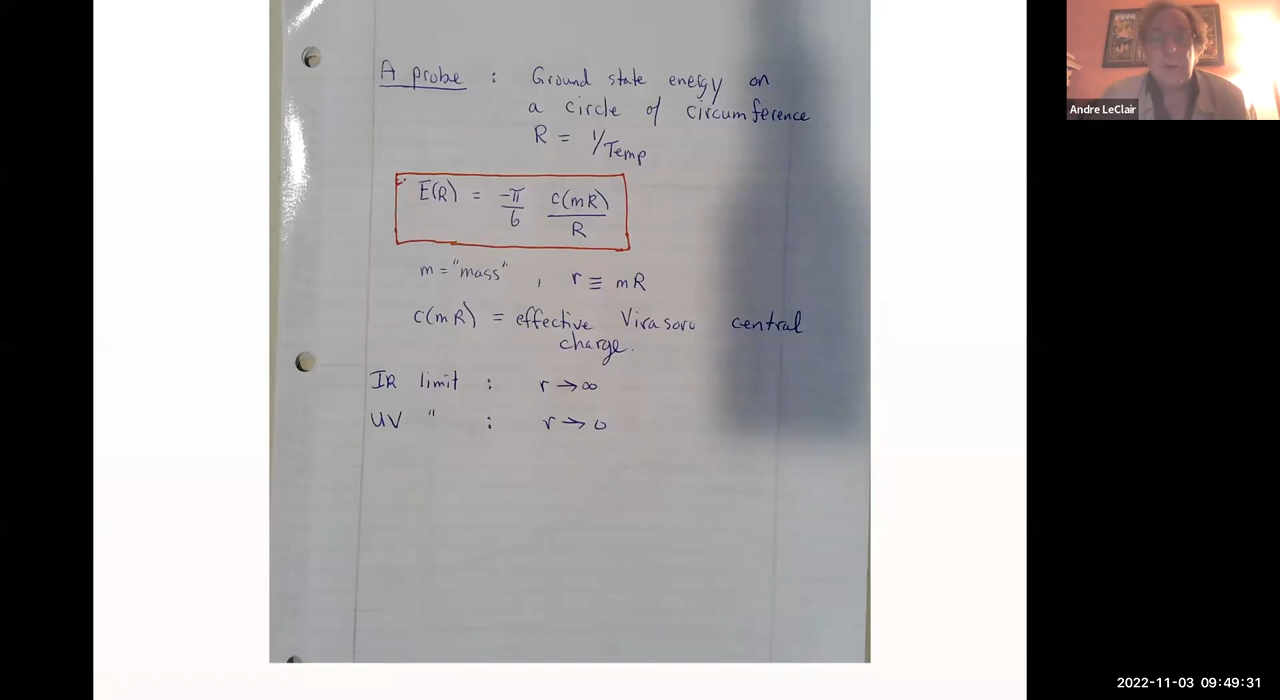 A probe : Ground state energy on
a circle of circumference
R = 1/Temp
E(R) = -π/6 c(mR)/R
m = "mass" , r ≡ mR
c(mR) = effective Virasoro central
charge.
IR limit : r → ∞
UV " : r → 0
Andre LeClair
2022-11-03 09:49:31